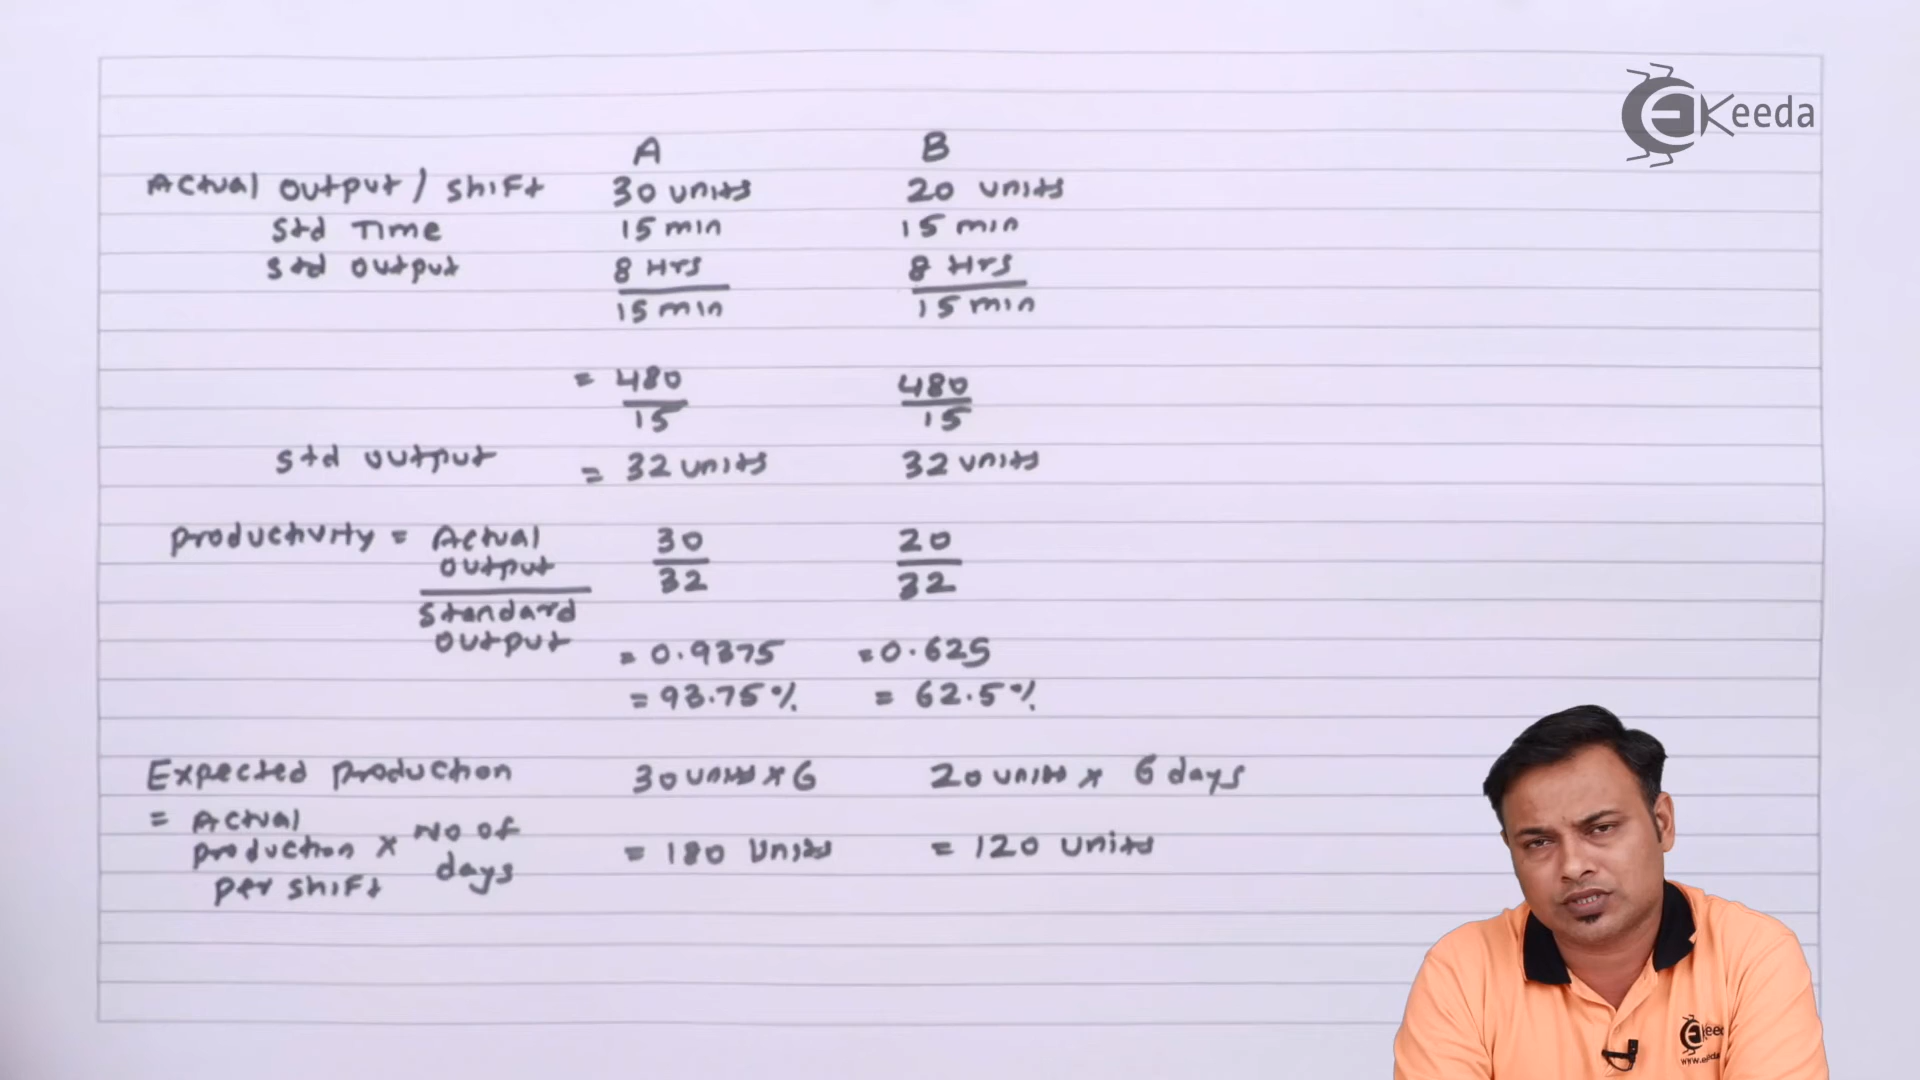 EKeeda
A B
Actual output / shift 30 units 20 units
Std Time 15 min 15 min
Std output 8 Hrs 8 Hrs
15 min 15 min
= 480 480
15 15
Std output = 32 units 32 units
Productivity = Actual 30 20
output
32 32
Standard
output
= 0.9375 = 0.625
= 93.75% = 62.5%
Expected production 30 units x 6 20 units x 6 days
= Actual
production x No of
per shift days
= 180 Units = 120 units